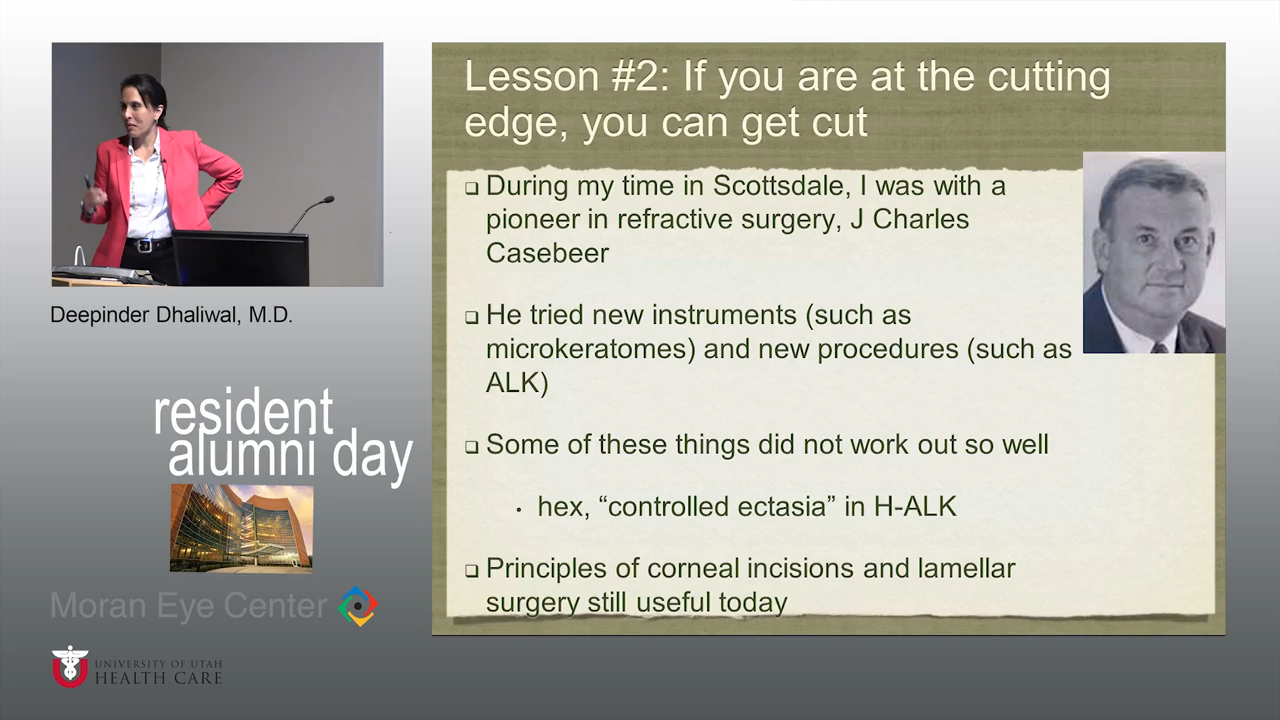 Lesson #2: If you are at the cutting
edge, you can get cut
❑ During my time in Scottsdale, I was with a
pioneer in refractive surgery, J Charles
Casebeer
❑ He tried new instruments (such as
microkeratomes) and new procedures (such as
ALK)
❑ Some of these things did not work out so well
• hex, “controlled ectasia” in H-ALK
❑ Principles of corneal incisions and lamellar
surgery still useful today
Deepinder Dhaliwal, M.D.
resident
alumni day
Moran Eye Center
UNIVERSITY OF UTAH
HEALTH CARE